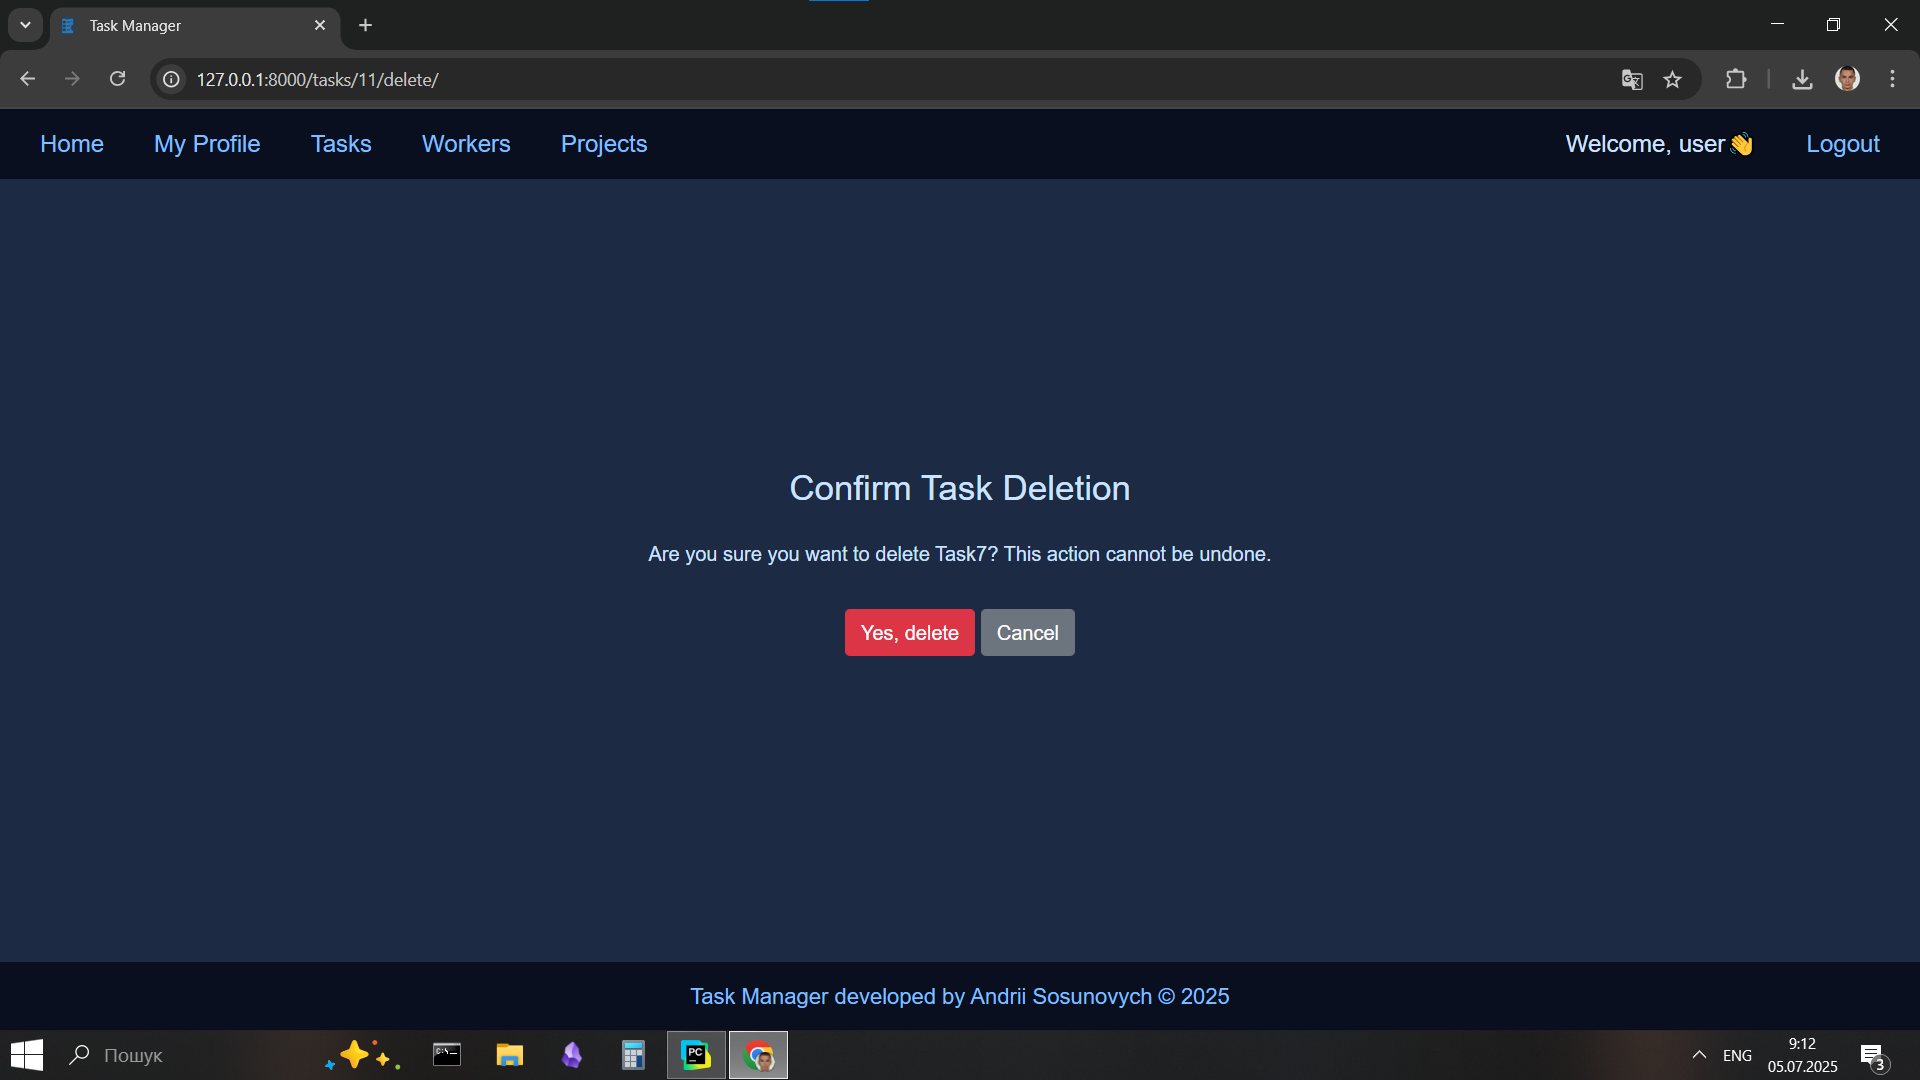 Task Manager
127.0.0.1:8000/tasks/11/delete/
Home My Profile Tasks Workers Projects Welcome, user👋 Logout
Confirm Task Deletion
Are you sure you want to delete Task7? This action cannot be undone.
Yes, delete Cancel
Task Manager developed by Andrii Sosunovych © 2025
Пошук
C:\
PC
ENG
9:12
05.07.2025
3